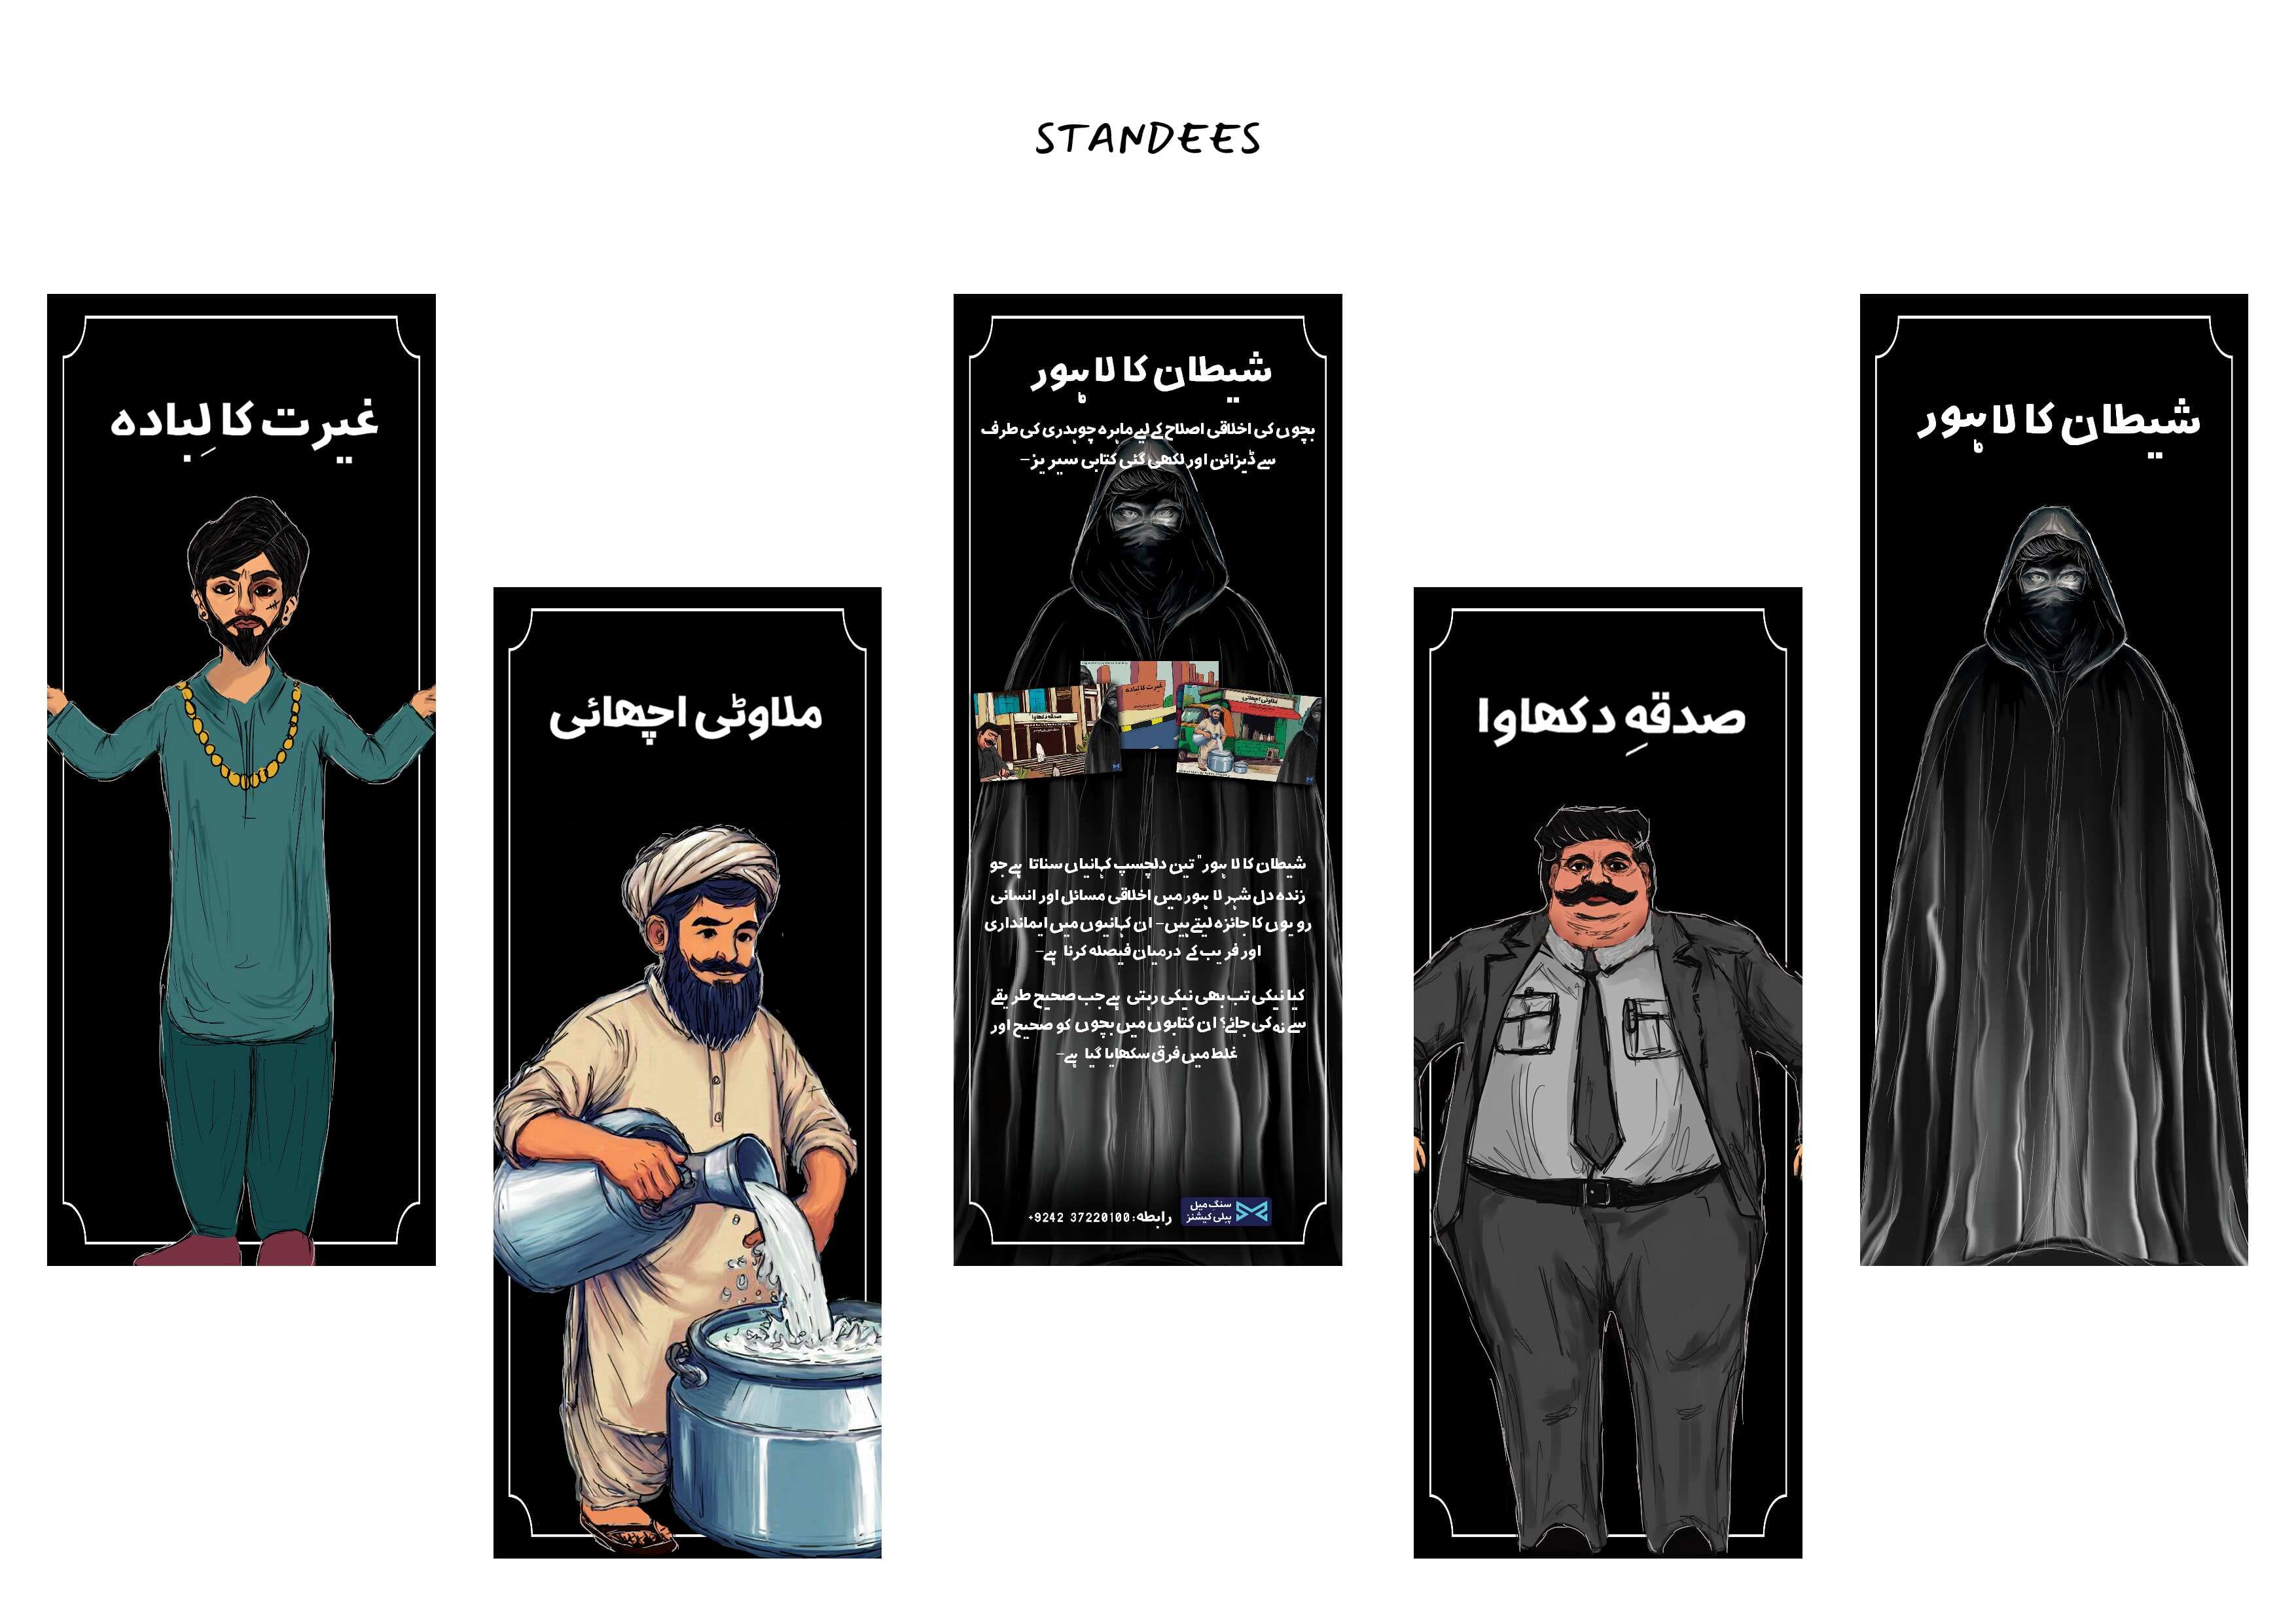 STANDEES
غیرت کا لِبادہ
ملاوٹی اچھائی
شیطان کا لاہور
بچوں کی اخلاقی اصلاح کے لیے ماہرہ چوہدری کی طرف
سے ڈیزائن اور لکھی گئی کتابی سیریز-
صدقہ دکھاوا
غیرت کا لبادہ
ملاوٹی اچھائی
شیطان کا لاہور" تین دلچسپ کہانیاں سناتا ہے جو
زندہ دل شہر لاہور میں اخلاقی مسائل اور انسانی
رویوں کا جائزہ لیتے ہیں- ان کہانیوں میں ایمانداری
اور فریب کے درمیان فیصلہ کرنا ہے-
کیا نیکی تب بھی نیکی رہتی ہے جب صحیح طریقے
سے نہ کی جائے؟ ان کتابوں میں بچوں کو صحیح اور
غلط میں فرق سکھایا گیا ہے-
رابطہ: +9242 37220100
سنگ میل
پبلی کیشنز
صدقہِ دکھاوا
شیطان کا لاہور